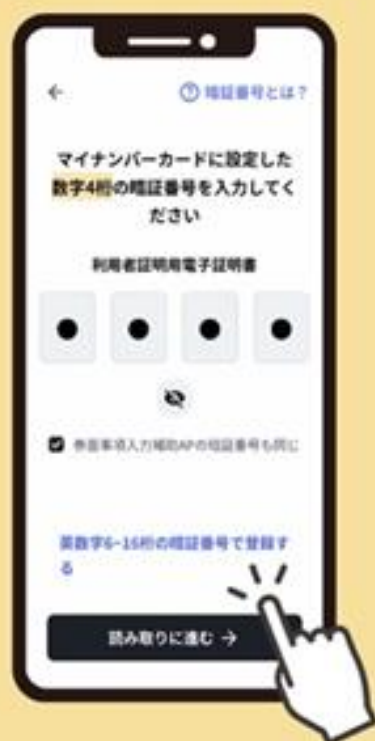 ← ? 暗証番号とは?
マイナンバーカードに設定した
数字4桁の暗証番号を入力してく
ださい
利用者証明用電子証明書
券面事項入力補助APの暗証番号も同じ
英数字6~16桁の暗証番号で登録す
る
読み取りに進む →